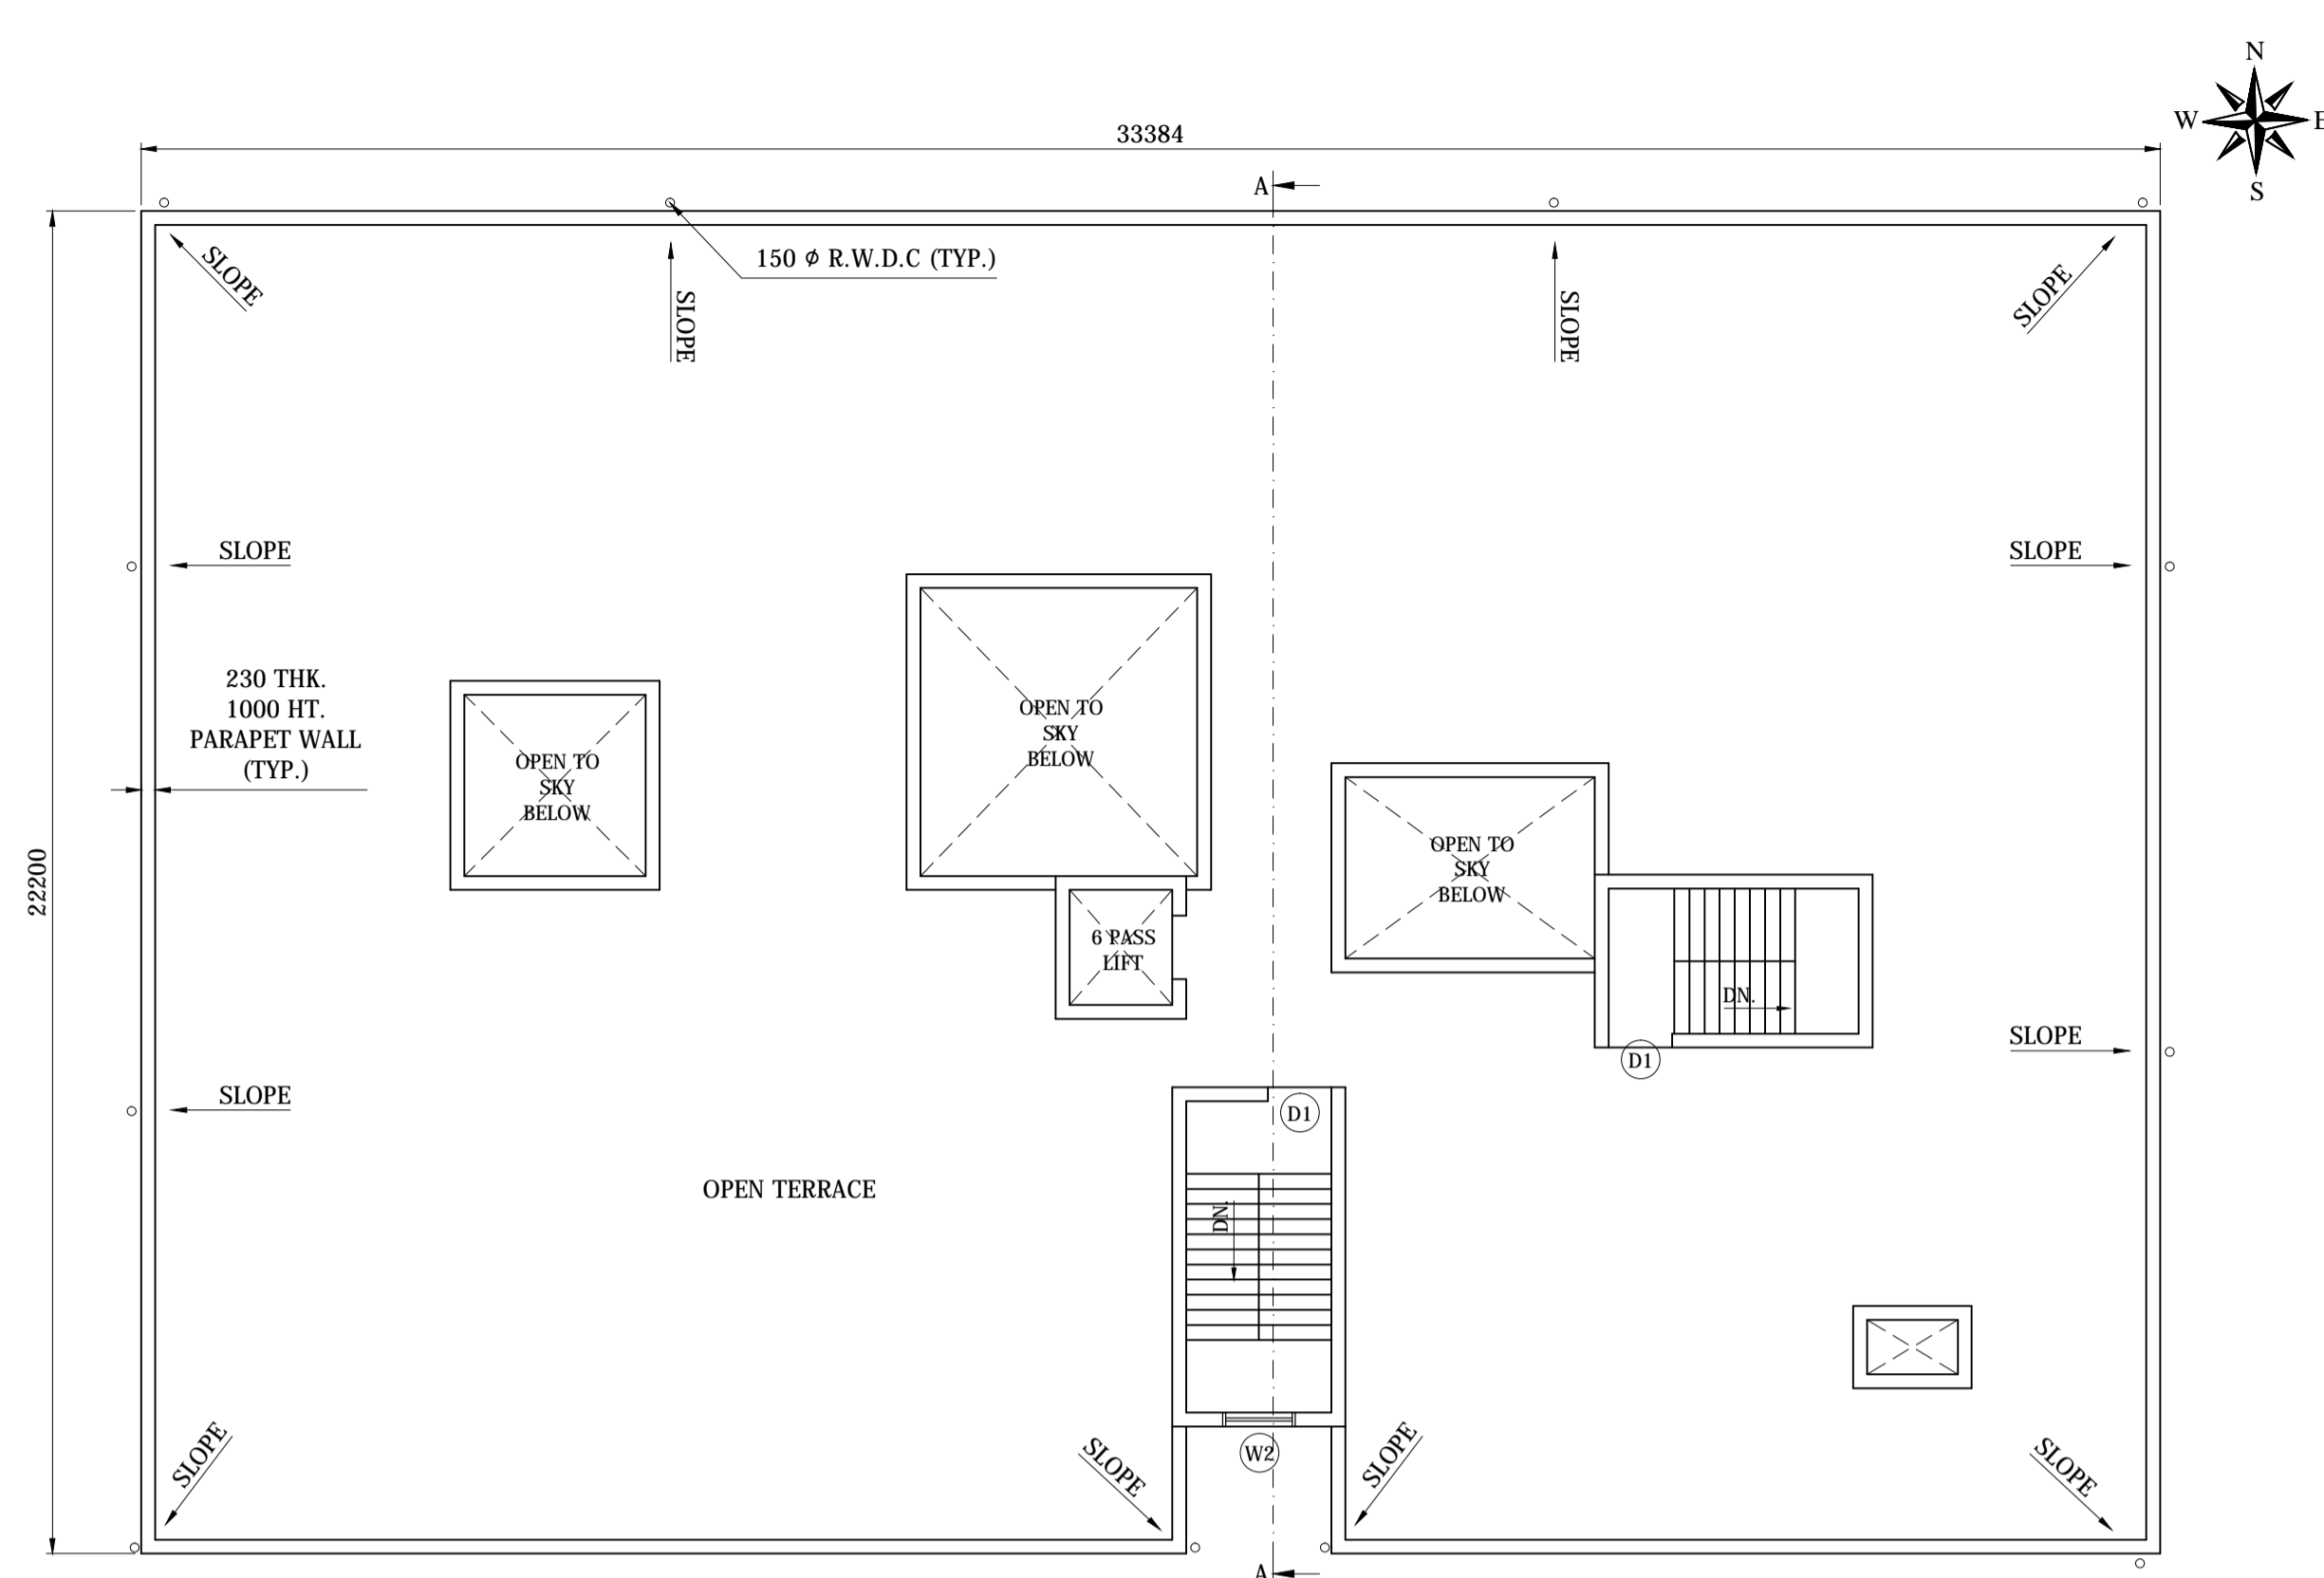 N
W
E
S
33384
A
SLOPE
150 ⌀ R.W.D.C (TYP.)
SLOPE
SLOPE
SLOPE
SLOPE
SLOPE
230 THK.
1000 HT.
PARAPET WALL
(TYP.)
OPEN TO
SKY
BELOW
OPEN TO
SKY
BELOW
OPEN TO
SKY
BELOW
22200
6 PASS
LIFT
DN.
D1
SLOPE
SLOPE
D1
OPEN TERRACE
DN.
W2
SLOPE
SLOPE
SLOPE
SLOPE
A